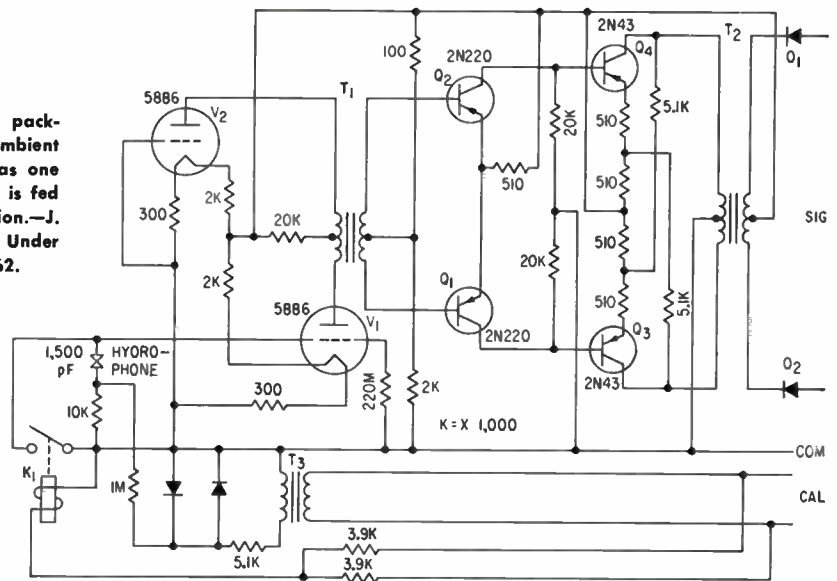 pack-
mbient
as one
is fed
ion.—J.
Under
62.
5886
V2
300
2K
2K
20K
T1
100
2N220
Q2
510
20K
20K
2N43
Q4
510
510
510
510
5.1K
5.1K
T2
Q1
SIG
O2
5886
V1
220M
2K
Q1
2N220
Q3
2N43
1,500
pF
HYDRO-
PHONE
10K
300
K=X 1,000
COM
K1
1M
T3
CAL
5.1K
3.9K
3.9K